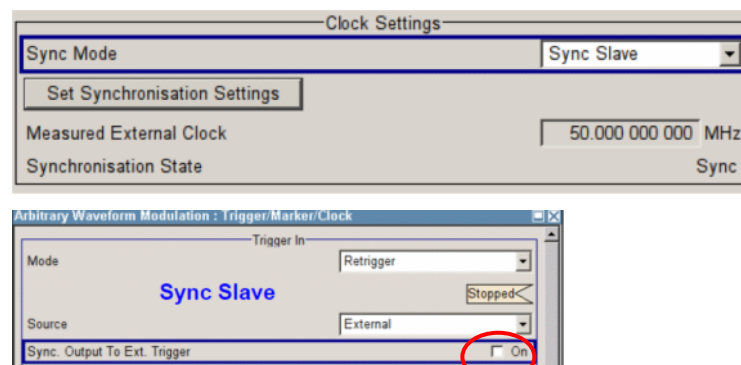 Clock Settings
Sync Mode Sync Slave
Set Synchronisation Settings
Measured External Clock 50.000 000 000 MHz
Synchronisation State Sync
Arbitrary Waveform Modulation : Trigger/Marker/Clock
Trigger In
Mode Retrigger
Sync Slave Stopped
Source External
Sync. Output To Ext. Trigger On